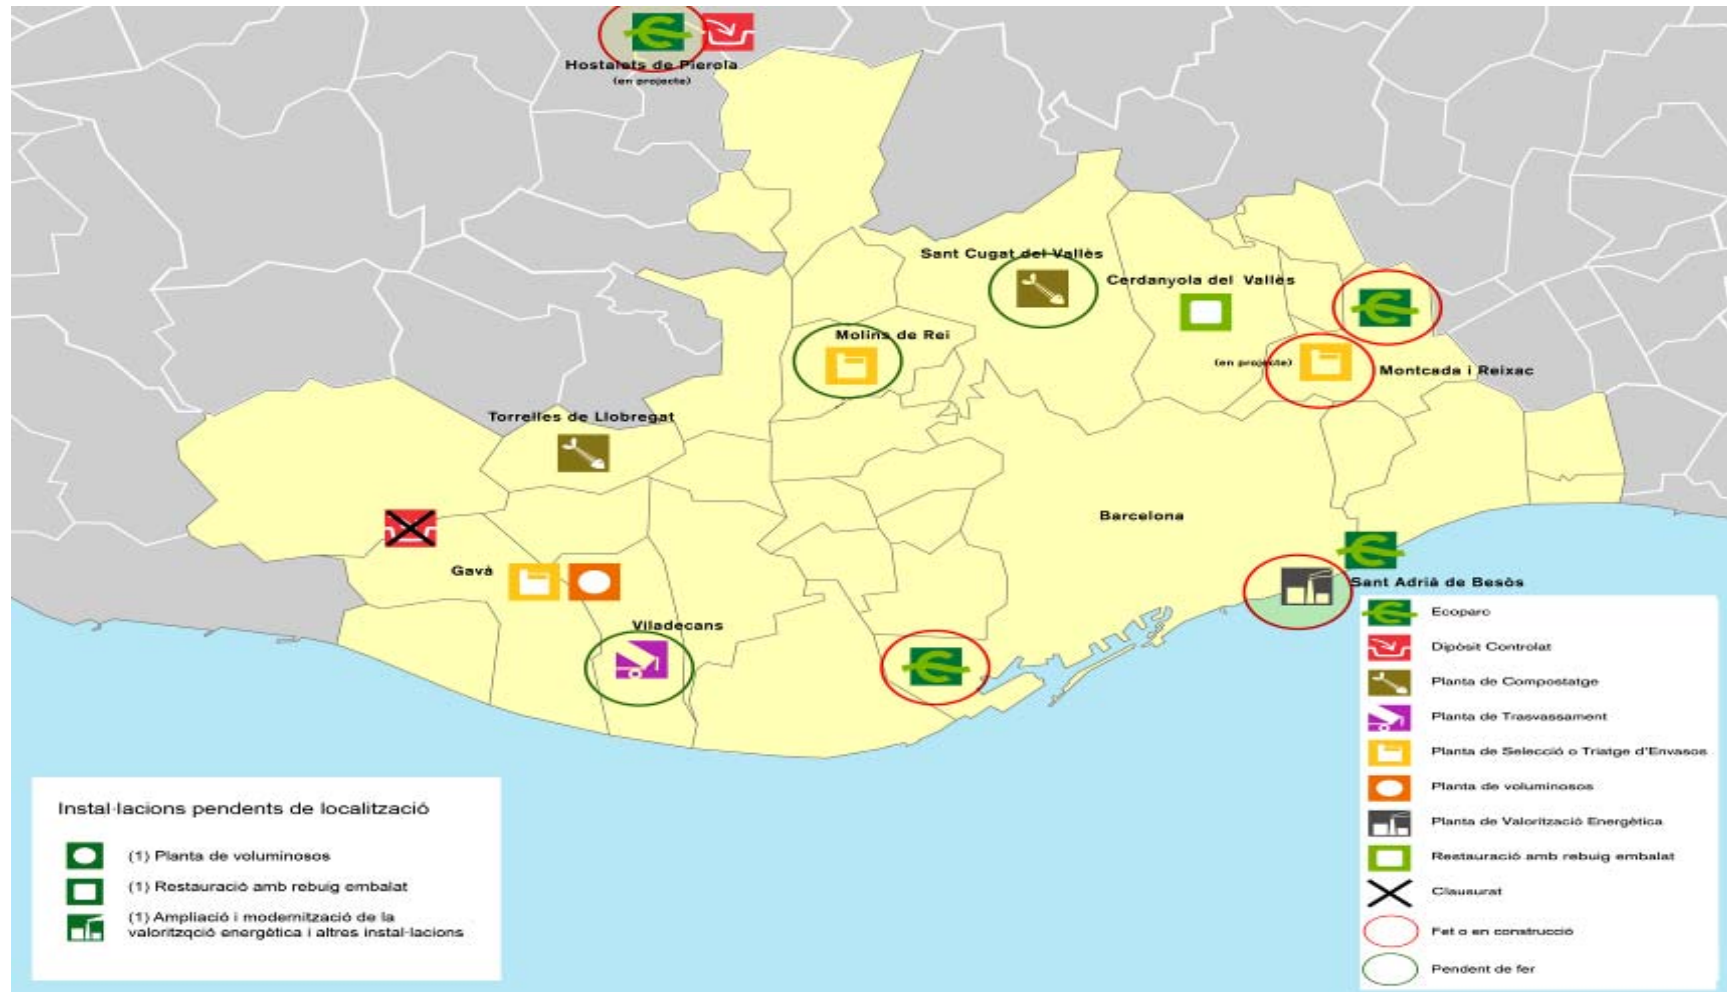 Hostalets de Pierola
(en projecte)
Sant Cugat del Vallès
Cerdanyola del Vallès
Molins de Rei
(en projecte)
Montcada i Reixac
Torrelles de Llobregat
Barcelona
Gavà
Sant Adrià de Besòs
Viladecans
Ecoparc
Dipòsit Controlat
Planta de Compostatge
Planta de Trasvassament
Planta de Selecció o Triatge d'Envasos
Planta de voluminosos
Planta de Valorització Energètica
Restauració amb rebuig embalat
Clausurat
Fet o en construcció
Pendent de fer
Instal·lacions pendents de localització
(1) Planta de voluminosos
(1) Restauració amb rebuig embalat
(1) Ampliació i modernització de la
valoritzqció energètica i altres instal·lacions